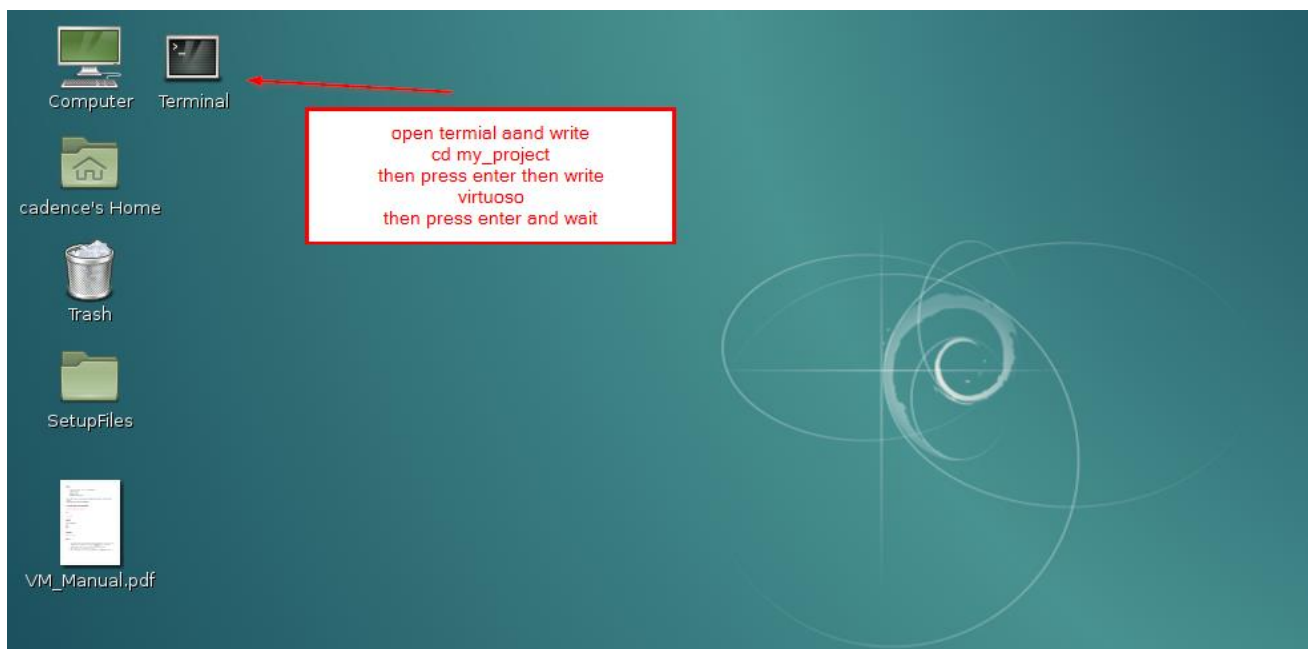 Computer
Terminal
open termial aand write
cd my_project
then press enter then write
virtuoso
then press enter and wait
cadence's Home
Trash
SetupFiles
VM_Manual.pdf